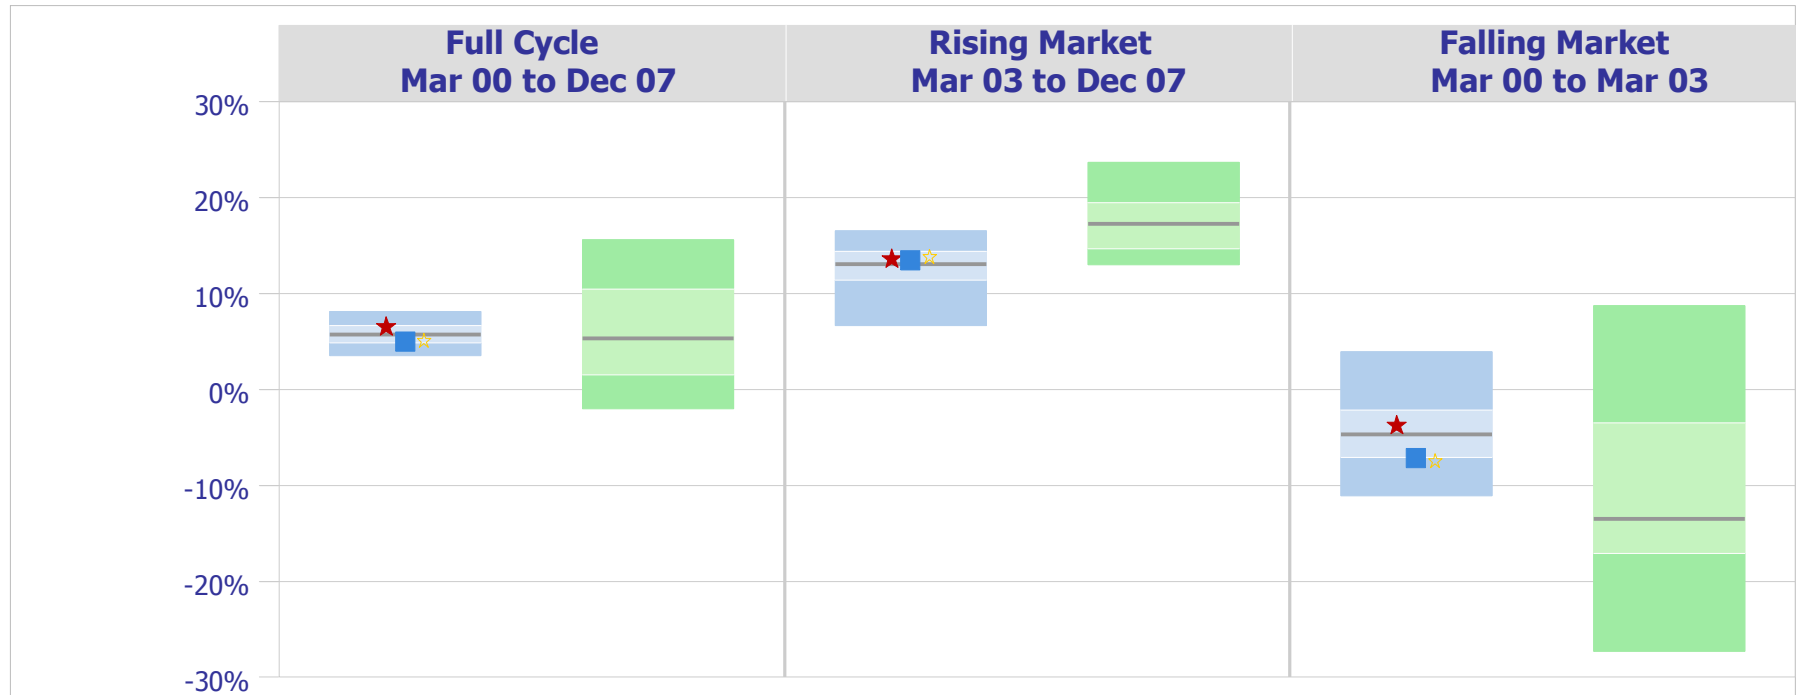 Full Cycle
Mar 00 to Dec 07
Rising Market
Mar 03 to Dec 07
Falling Market
Mar 00 to Mar 03
30%
20%
10%
0%
-10%
-20%
-30%